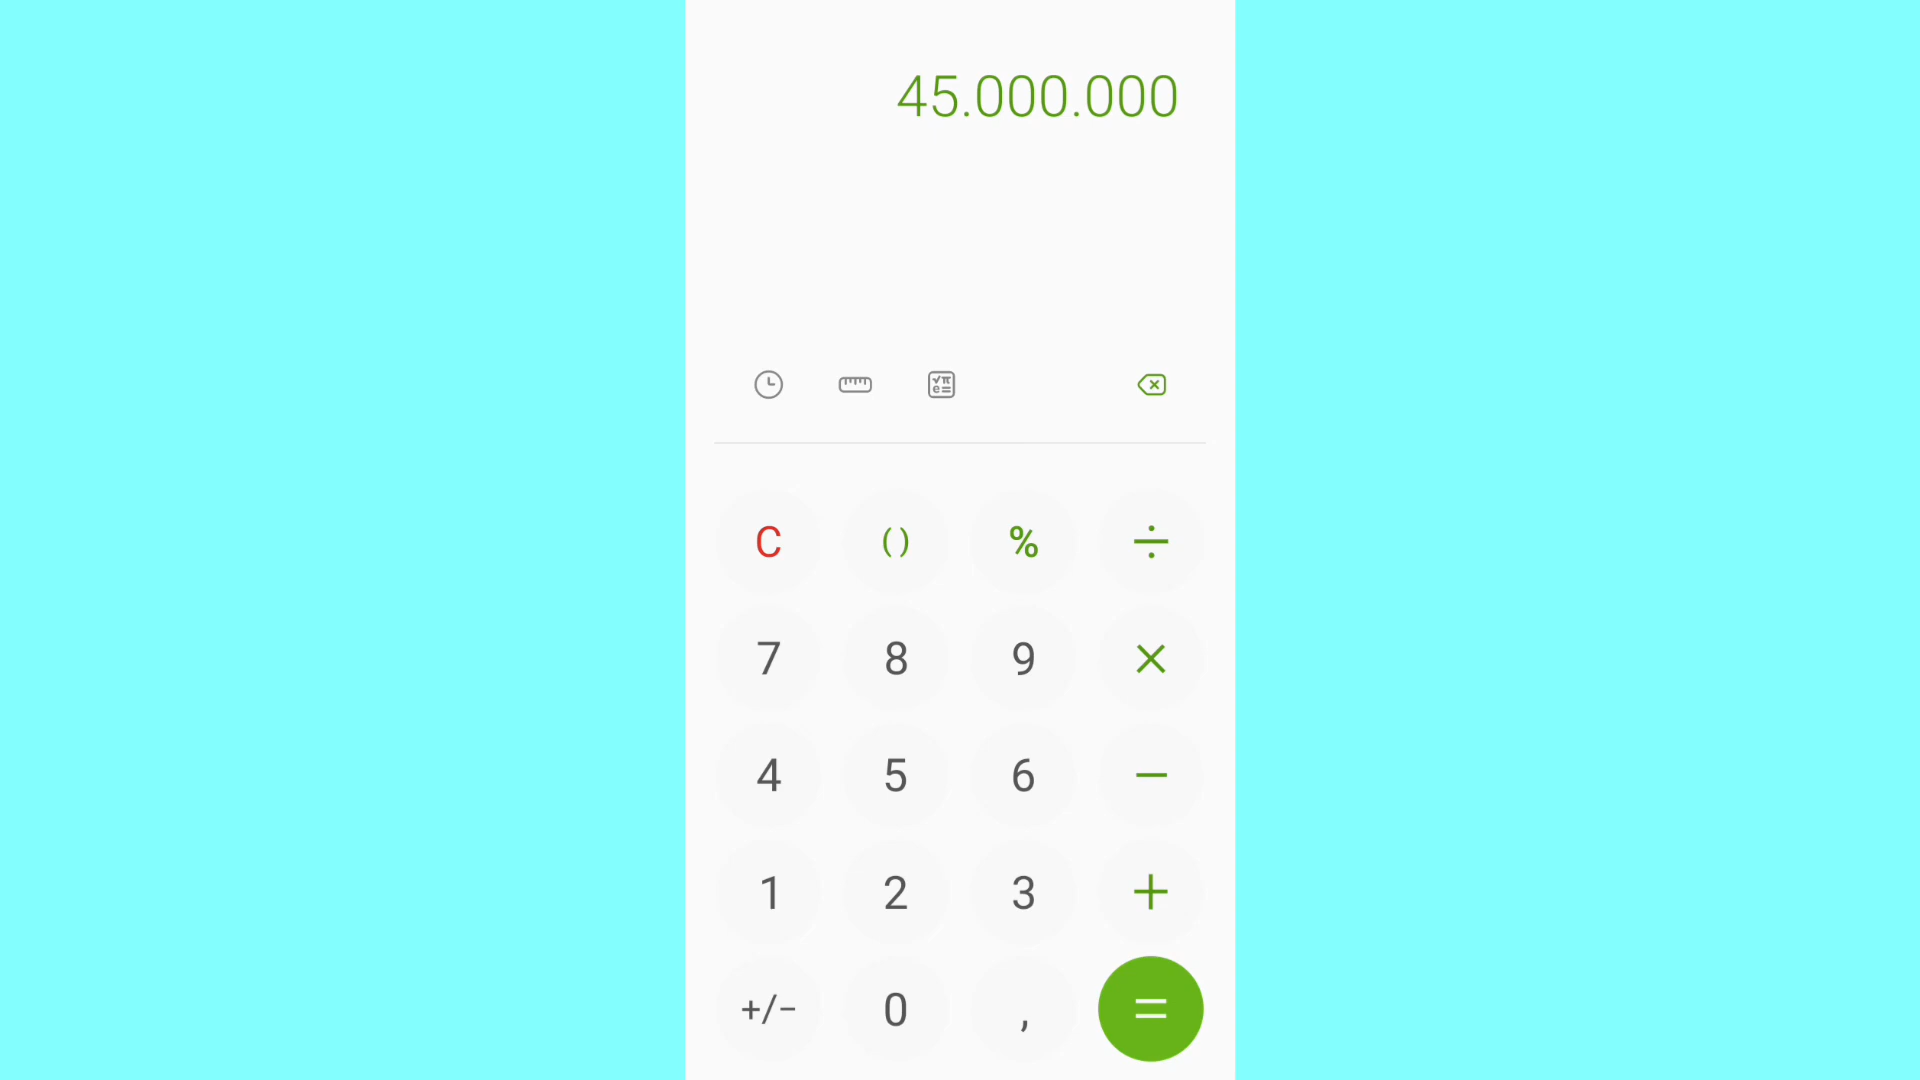 45.000.000
√π
e=
C ( ) % ÷
7 8 9 ×
4 5 6 −
1 2 3 +
+/− 0 , =